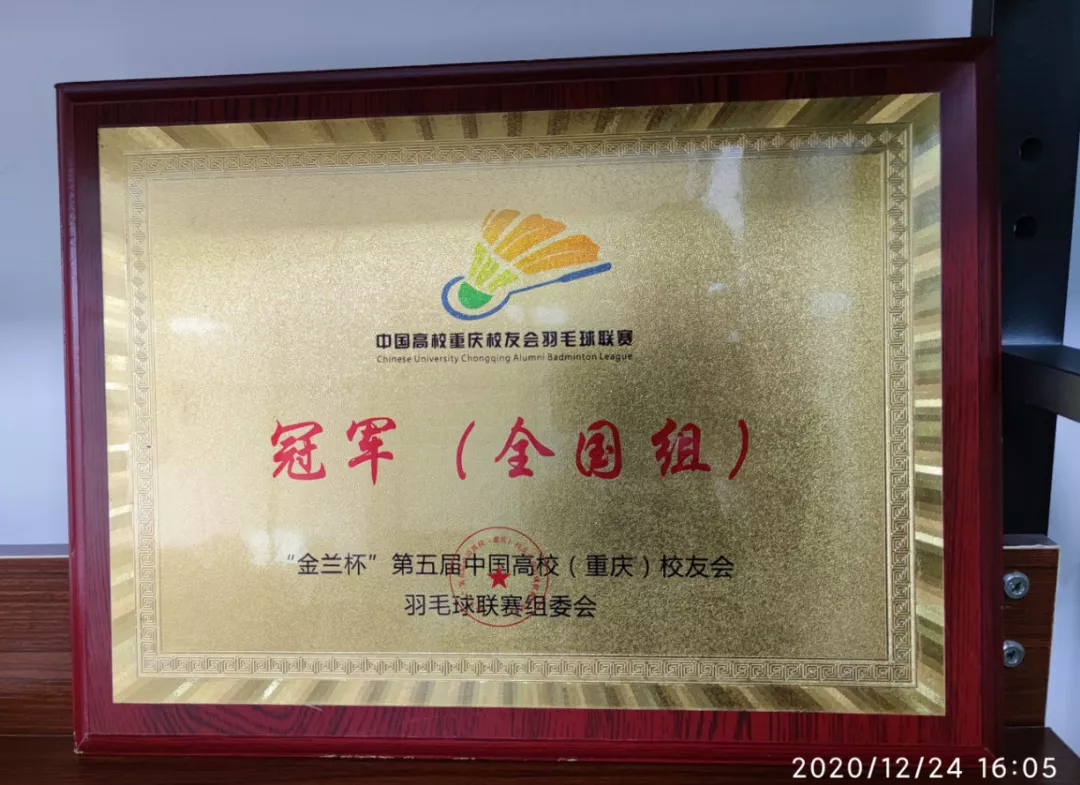 中国高校重庆校友会羽毛球联赛
Chinese University Chongqing Alumni Badminton League
冠军（全国组）
“金兰杯”第五届中国高校（重庆）校友会
羽毛球联赛组委会
2020/12/24 16:05